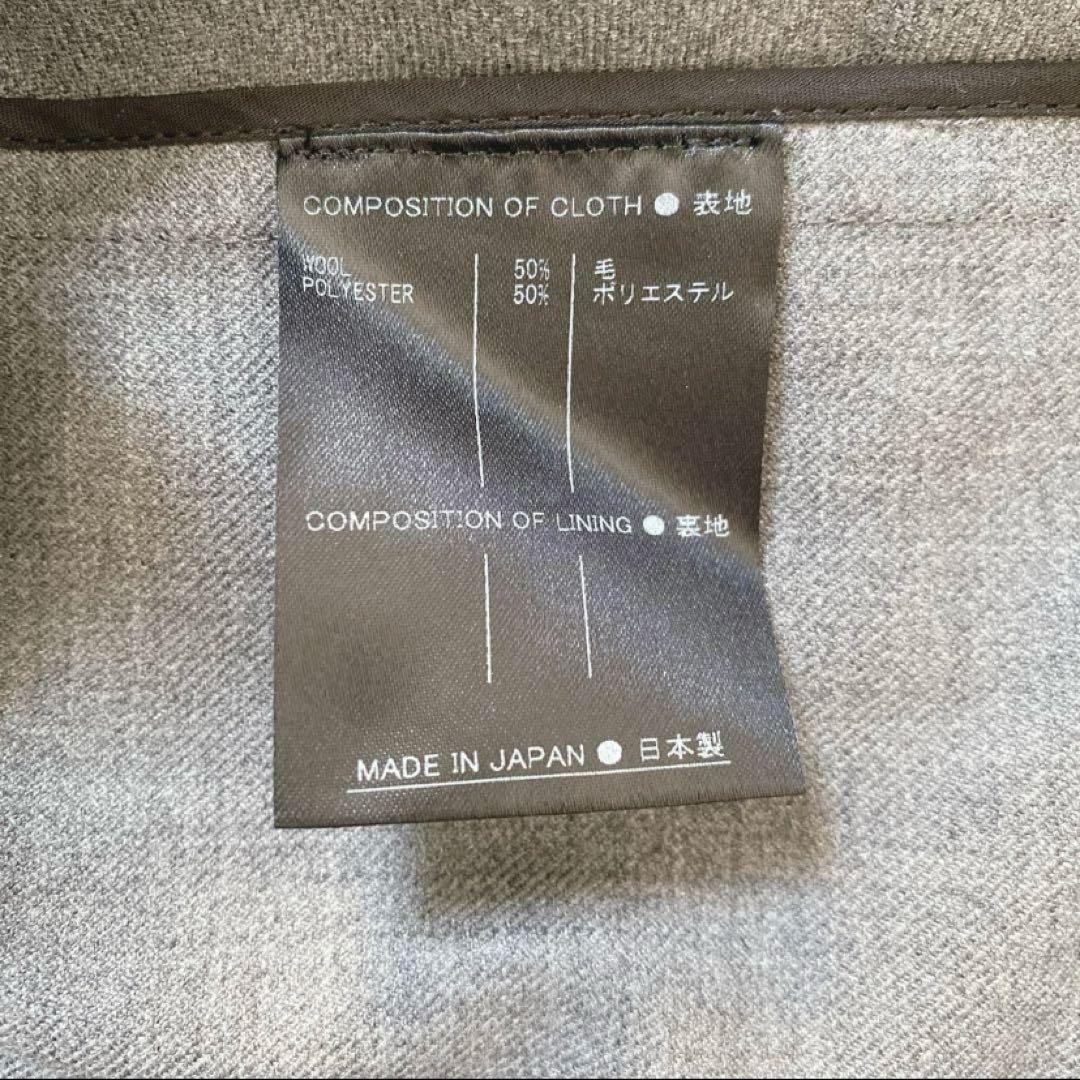 COMPOSITION OF CLOTH ● 表地
WOOL 50% 毛
POLYESTER 50% ポリエステル
COMPOSITION OF LINING ● 裏地
MADE IN JAPAN ● 日本製